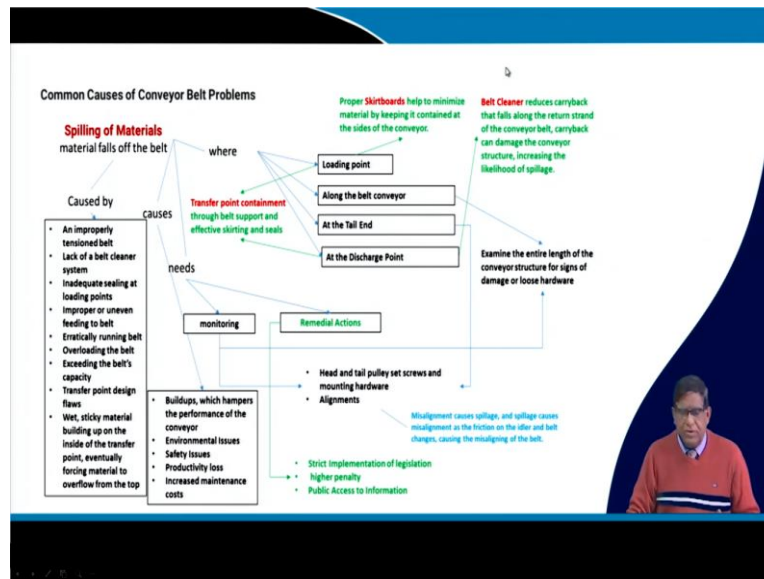 Common Causes of Conveyor Belt Problems
Spilling of Materials
material falls off the belt
where
Proper Skirtboards help to minimize
material by keeping it contained at
the sides of the conveyor.
Belt Cleaner reduces carryback
that falls along the return strand
of the conveyor belt, carryback
can damage the conveyor
structure, increasing the
likelihood of spillage.
Loading point
Along the belt conveyor
At the Tail End
At the Discharge Point
Transfer point containment
through belt support and
effective skirting and seals
Caused by
causes
needs
• An improperly
tensioned belt
• Lack of a belt cleaner
system
• Inadequate sealing at
loading points
• Improper or uneven
feeding to belt
• Erratically running belt
• Overloading the belt
• Exceeding the belt's
capacity
• Transfer point design
flaws
• Wet, sticky material
building up on the
inside of the transfer
point, eventually
forcing material to
overflow from the top
Examine the entire length of the
conveyor structure for signs of
damage or loose hardware
monitoring
Remedial Actions
• Head and tail pulley set screws and
mounting hardware
• Alignments
• Buildups, which hampers
the performance of the
conveyor
• Environmental Issues
• Safety Issues
• Productivity loss
• Increased maintenance
costs
Misalignment causes spillage, and spillage causes
misalignment as the friction on the idler and belt
changes, causing the misaligning of the belt.
• Strict Implementation of legislation
• higher penalty
• Public Access to Information